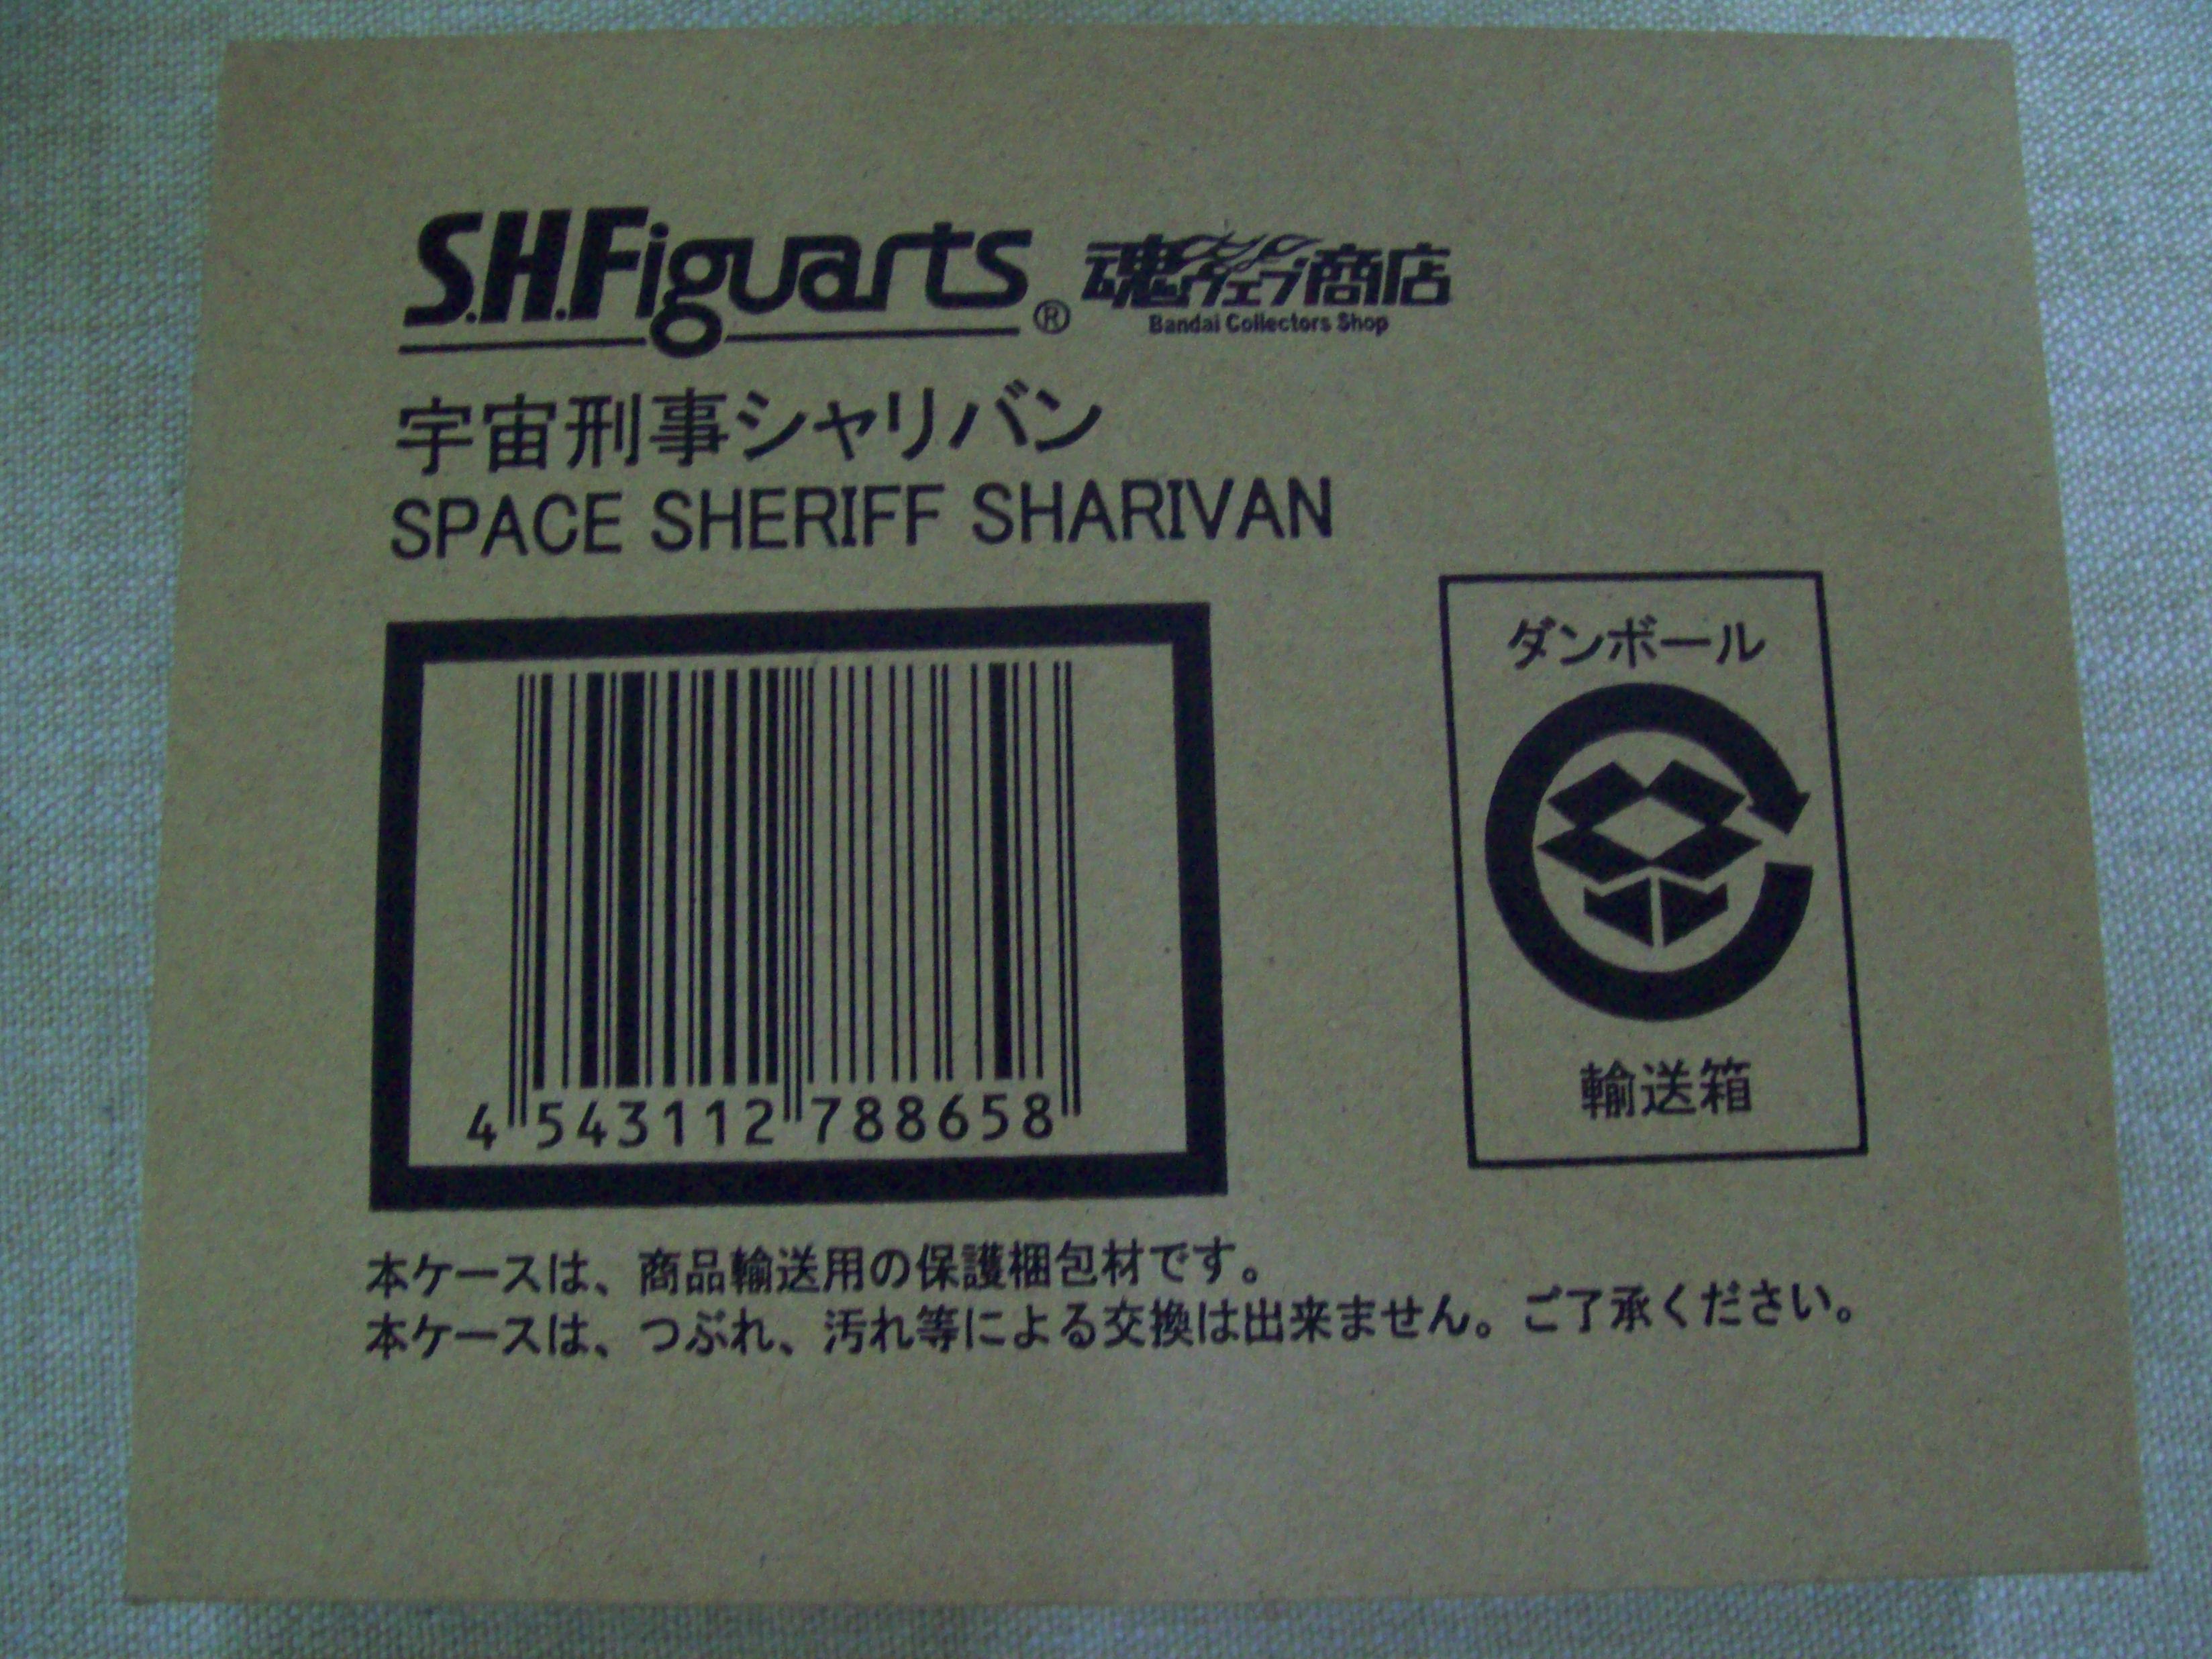 S.H.Figuarts® 魂ウェブ商店
Bandai Collectors Shop
宇宙刑事シャリバン
SPACE SHERIFF SHARIVAN
4 543112 788658
ダンボール
輸送箱
本ケースは、商品輸送用の保護梱包材です。
本ケースは、つぶれ、汚れ等による交換は出来ません。ご了承ください。